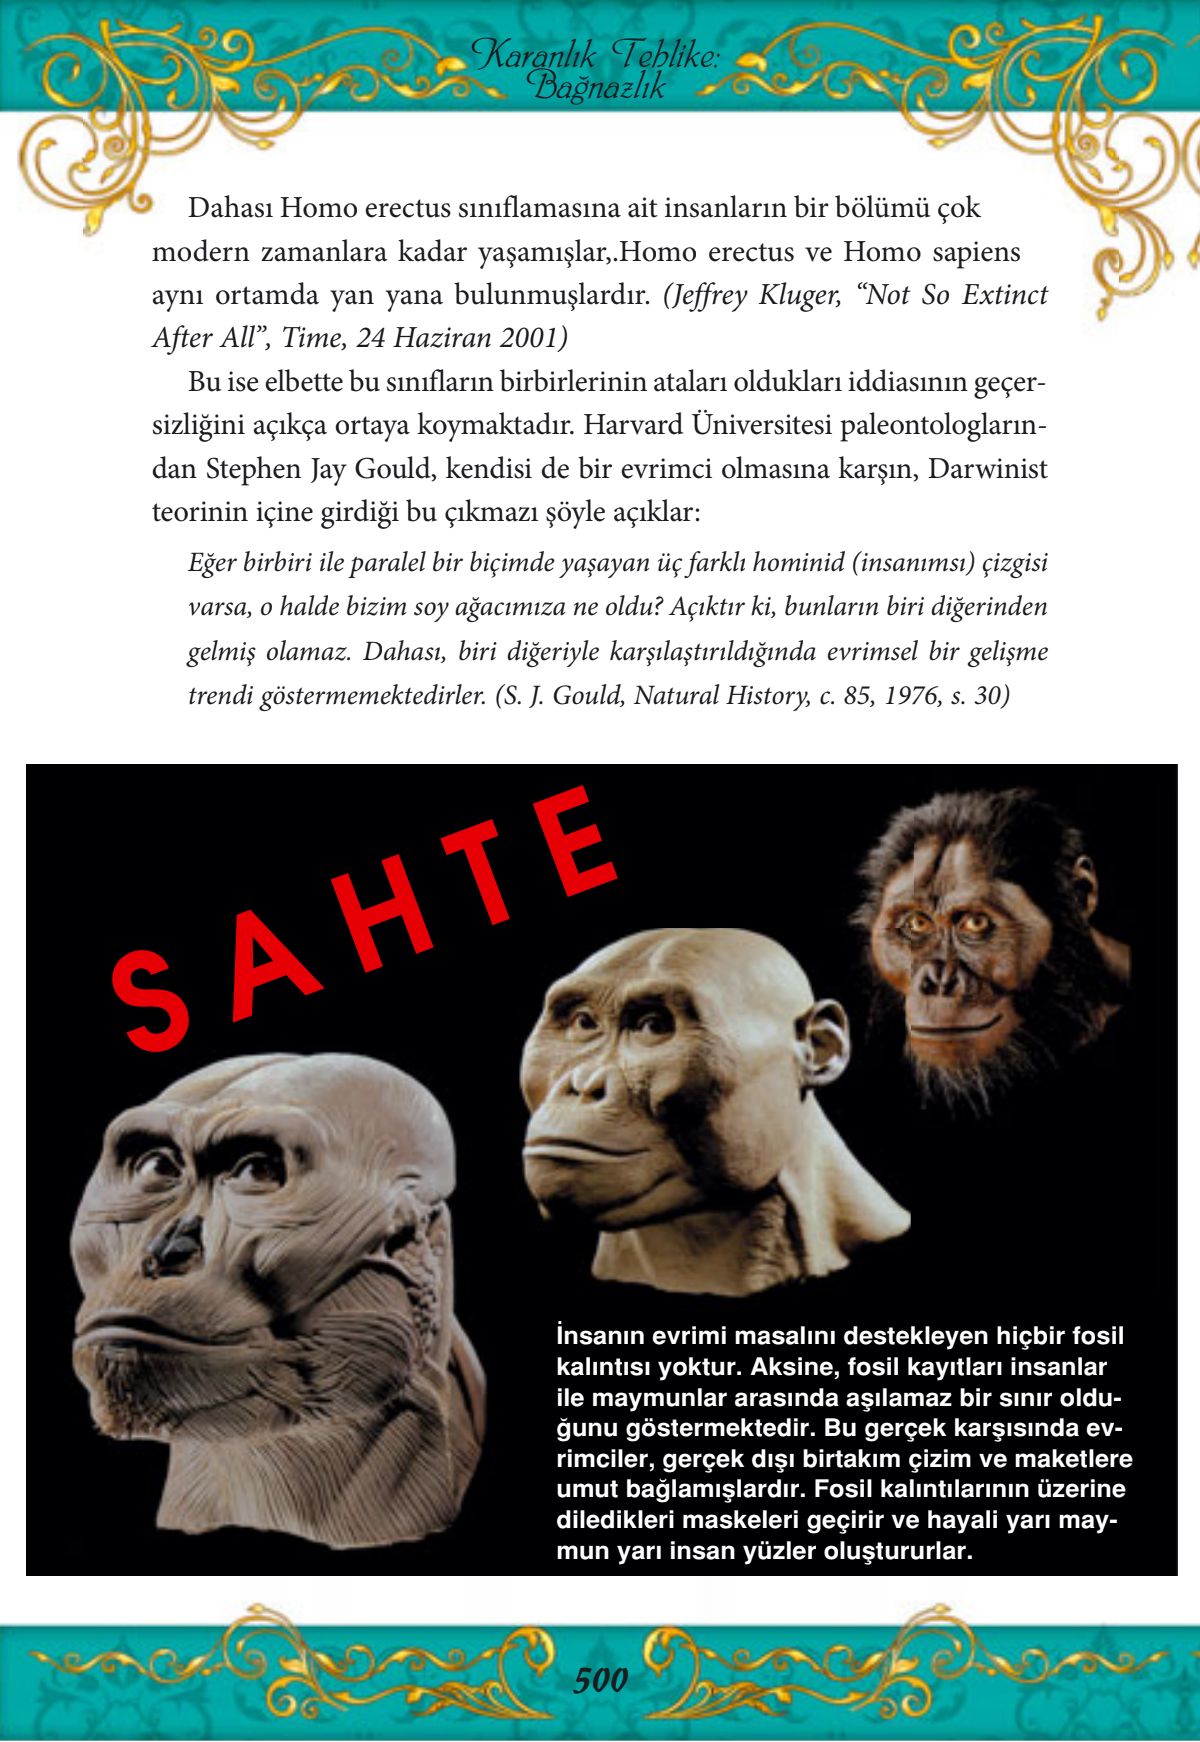 Karanlık Tehlike:
Bağnazlık
Dahası Homo erectus sınıflamasına ait insanların bir bölümü çok
modern zamanlara kadar yaşamışlar,.Homo erectus ve Homo sapiens
aynı ortamda yan yana bulunmuşlardır. (Jeffrey Kluger, “Not So Extinct
After All”, Time, 24 Haziran 2001)
Bu ise elbette bu sınıfların birbirlerinin ataları oldukları iddiasının geçer-
sizliğini açıkça ortaya koymaktadır. Harvard Üniversitesi paleontologların-
dan Stephen Jay Gould, kendisi de bir evrimci olmasına karşın, Darwinist
teorinin içine girdiği bu çıkmazı şöyle açıklar:
Eğer birbiri ile paralel bir biçimde yaşayan üç farklı hominid (insanımsı) çizgisi
varsa, o halde bizim soy ağacımıza ne oldu? Açıktır ki, bunların biri diğerinden
gelmiş olamaz. Dahası, biri diğeriyle karşılaştırıldığında evrimsel bir gelişme
trendi göstermemektedirler. (S. J. Gould, Natural History, c. 85, 1976, s. 30)
SAHTE
İnsanın evrimi masalını destekleyen hiçbir fosil
kalıntısı yoktur. Aksine, fosil kayıtları insanlar
ile maymunlar arasında aşılamaz bir sınır oldu-
ğunu göstermektedir. Bu gerçek karşısında ev-
rimciler, gerçek dışı birtakım çizim ve maketlere
umut bağlamışlardır. Fosil kalıntılarının üzerine
diledikleri maskeleri geçirir ve hayali yarı may-
mun yarı insan yüzler oluştururlar.
500